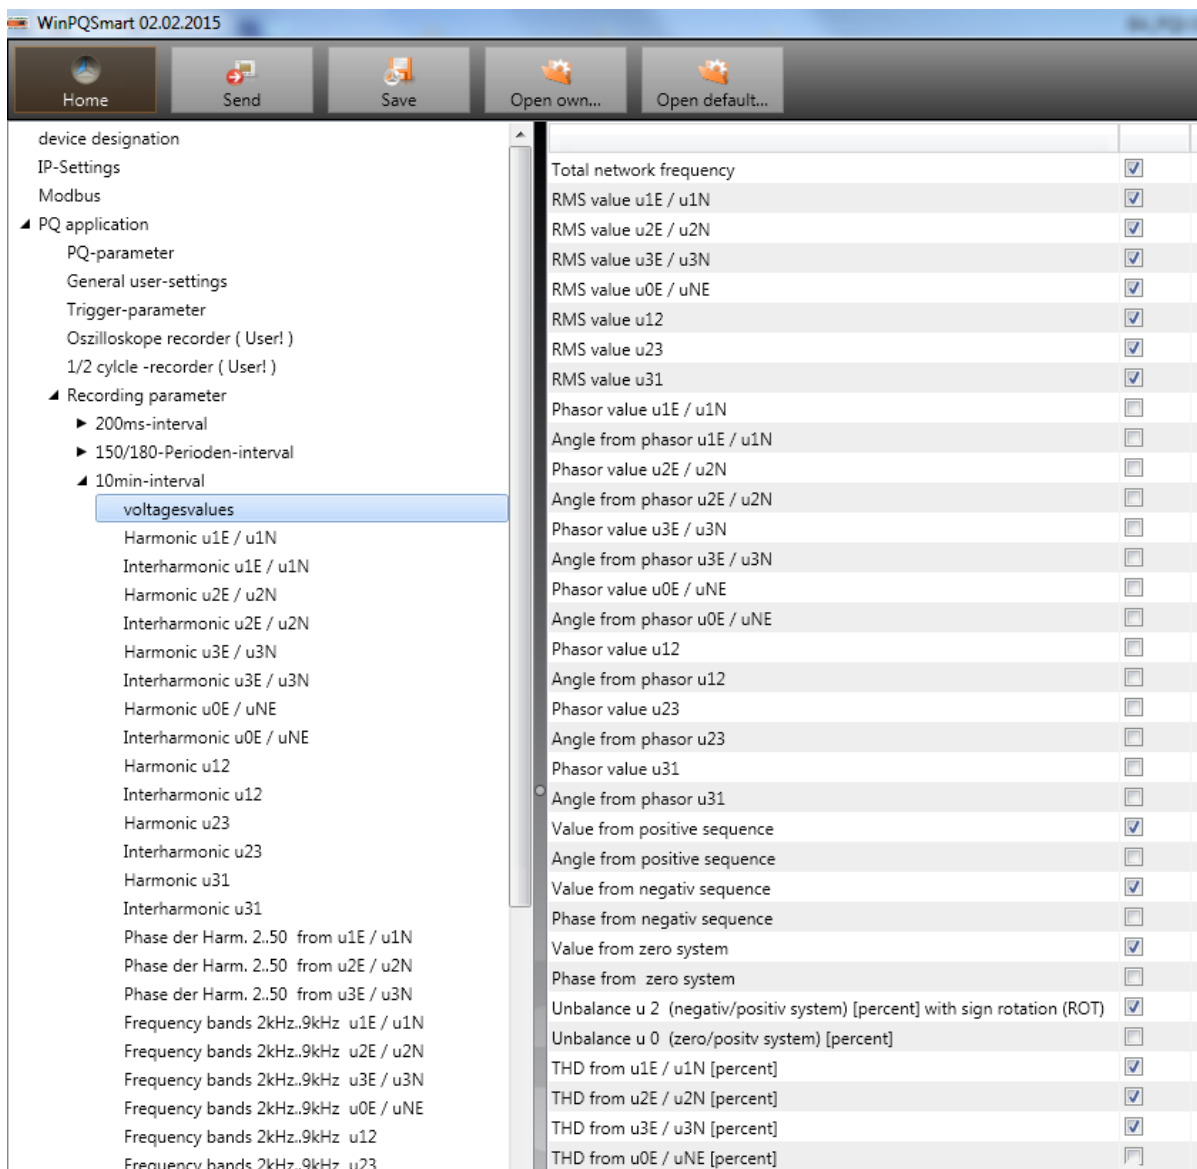 WinPQSmart 02.02.2015
Home
Send
Save
Open own...
Open default...
device designation
IP-Settings
Modbus
PQ application
PQ-parameter
General user-settings
Trigger-parameter
Oszilloskope recorder ( User! )
1/2 cylcle -recorder ( User! )
Recording parameter
200ms-interval
150/180-Perioden-interval
10min-interval
voltagesvalues
Harmonic u1E / u1N
Interharmonic u1E / u1N
Harmonic u2E / u2N
Interharmonic u2E / u2N
Harmonic u3E / u3N
Interharmonic u3E / u3N
Harmonic u0E / uNE
Interharmonic u0E / uNE
Harmonic u12
Interharmonic u12
Harmonic u23
Interharmonic u23
Harmonic u31
Interharmonic u31
Phase der Harm. 2..50 from u1E / u1N
Phase der Harm. 2..50 from u2E / u2N
Phase der Harm. 2..50 from u3E / u3N
Frequency bands 2kHz..9kHz u1E / u1N
Frequency bands 2kHz..9kHz u2E / u2N
Frequency bands 2kHz..9kHz u3E / u3N
Frequency bands 2kHz..9kHz u0E / uNE
Frequency bands 2kHz..9kHz u12
Frequency bands 2kHz..9kHz u23
Total network frequency
RMS value u1E / u1N
RMS value u2E / u2N
RMS value u3E / u3N
RMS value u0E / uNE
RMS value u12
RMS value u23
RMS value u31
Phasor value u1E / u1N
Angle from phasor u1E / u1N
Phasor value u2E / u2N
Angle from phasor u2E / u2N
Phasor value u3E / u3N
Angle from phasor u3E / u3N
Phasor value u0E / uNE
Angle from phasor u0E / uNE
Phasor value u12
Angle from phasor u12
Phasor value u23
Angle from phasor u23
Phasor value u31
Angle from phasor u31
Value from positive sequence
Angle from positive sequence
Value from negativ sequence
Phase from negativ sequence
Value from zero system
Phase from zero system
Unbalance u 2 (negativ/positiv system) [percent] with sign rotation (ROT)
Unbalance u 0 (zero/positv system) [percent]
THD from u1E / u1N [percent]
THD from u2E / u2N [percent]
THD from u3E / u3N [percent]
THD from u0E / uNE [percent]